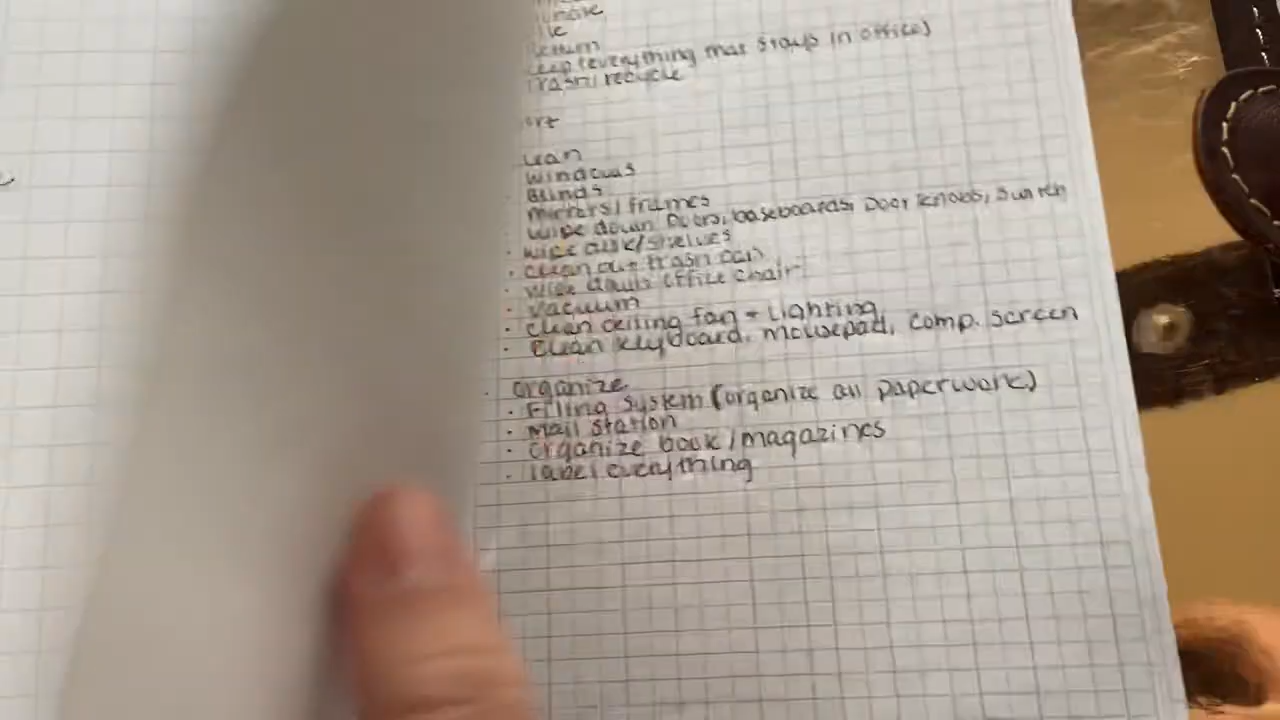 keep (everything that stays in office)
trash/recycle
clean
windows
Blinds
mirrors/frames
wipe down Doors, baseboards, Door knobs, switch
· wipe desk/shelves
· clean out trash can
· wipe down office chair
· vacuum
· clean ceiling fan + Lighting
· clean keyboard, mousepad, comp. screen
· organize
· Filing system (organize all paperwork)
· mail station
· organize book/magazines
· label everything